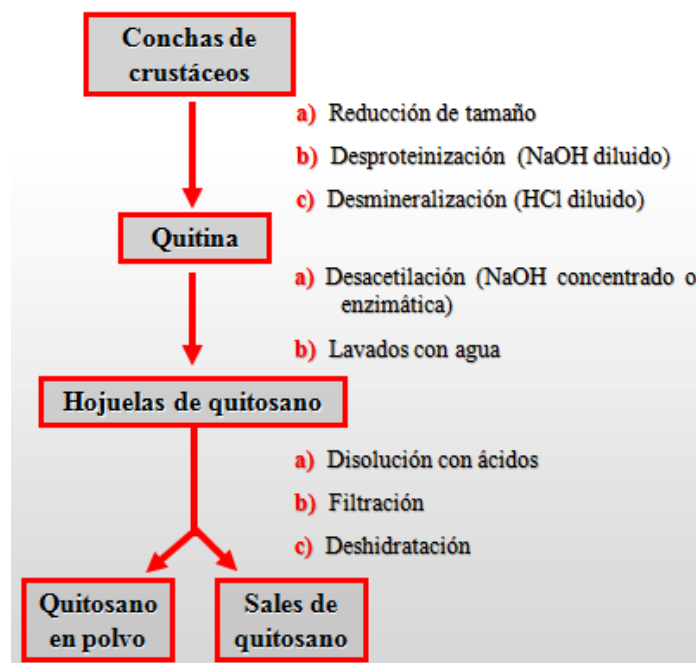 Conchas de
crustáceos
a) Reducción de tamaño
b) Desproteinización (NaOH diluido)
c) Desmineralización (HCl diluido)
Quitina
a) Desacetilación (NaOH concentrado o
enzimática)
b) Lavados con agua
Hojuelas de quitosano
a) Disolución con ácidos
b) Filtración
c) Deshidratación
Quitosano
en polvo
Sales de
quitosano